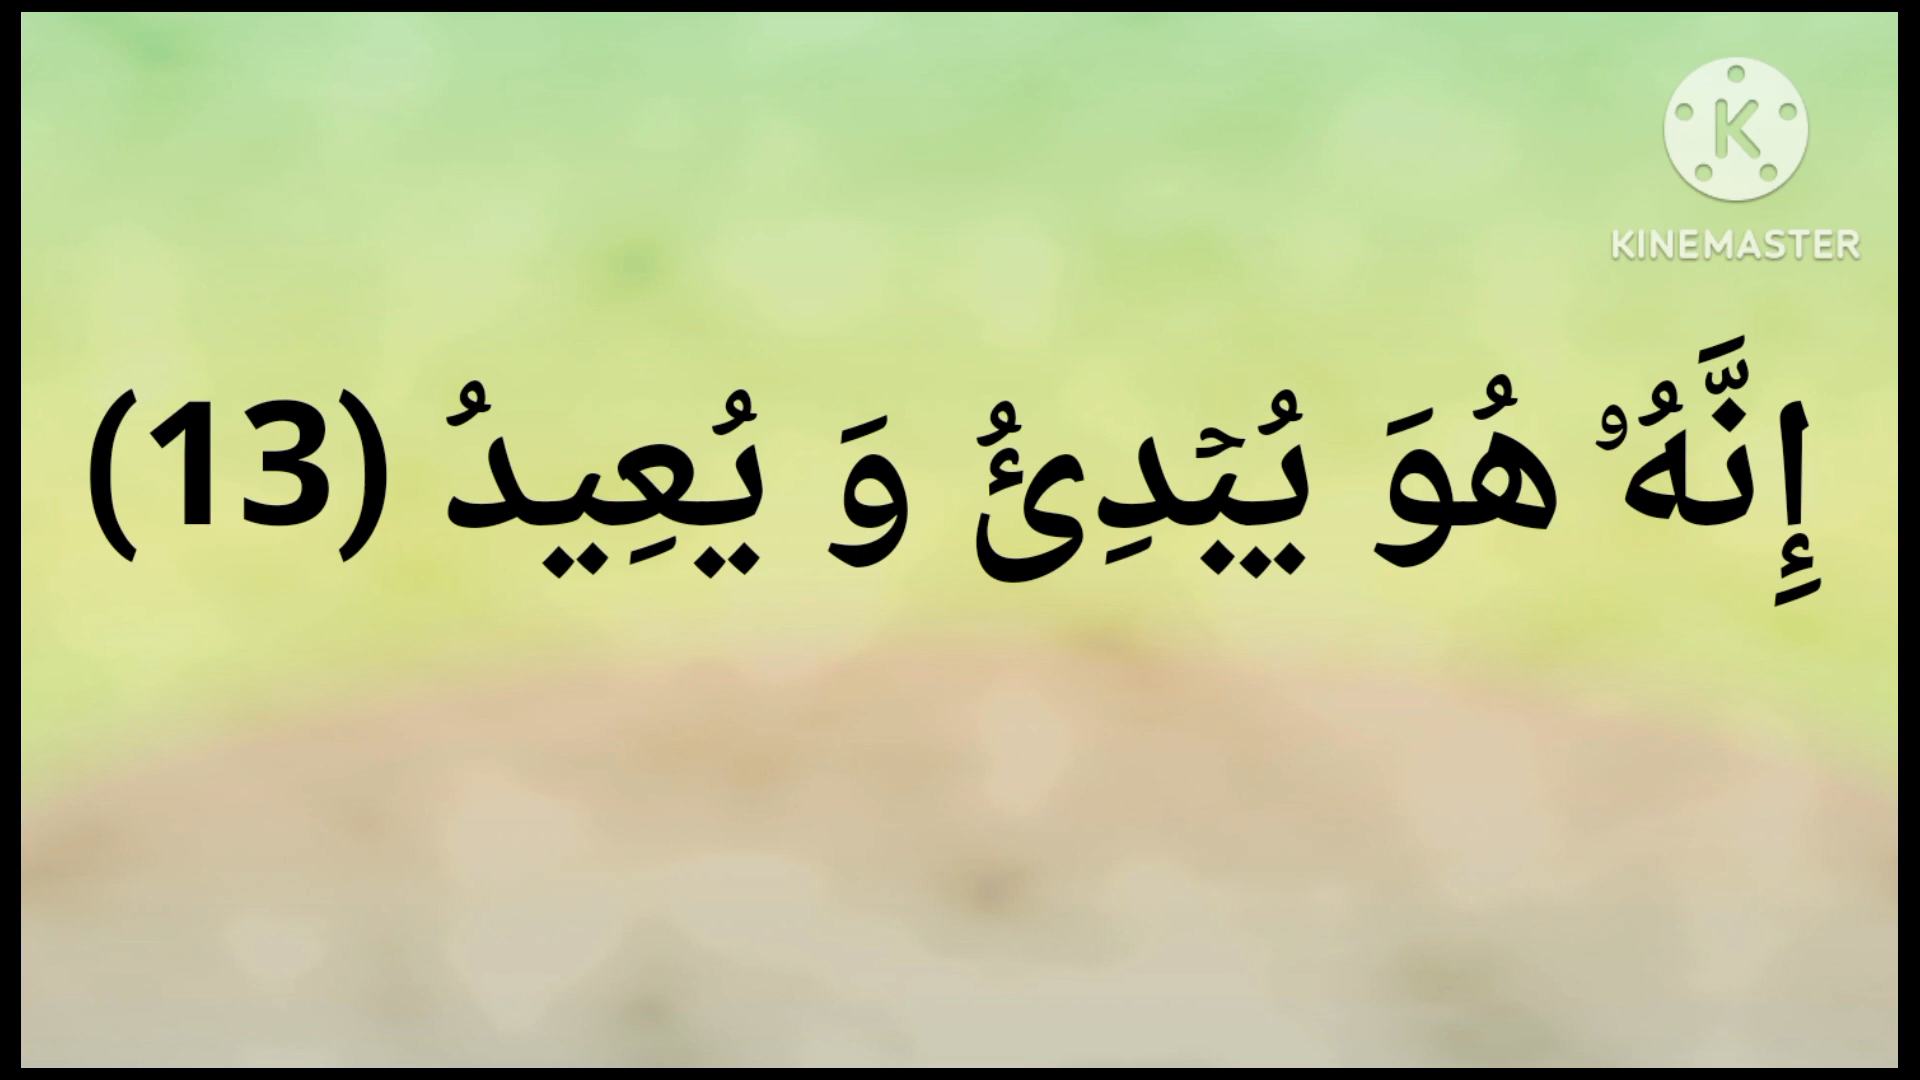 KINEMASTER
إِنَّهُۥ هُوَ يُبۡدِئُ وَ يُعِيدُ (13)